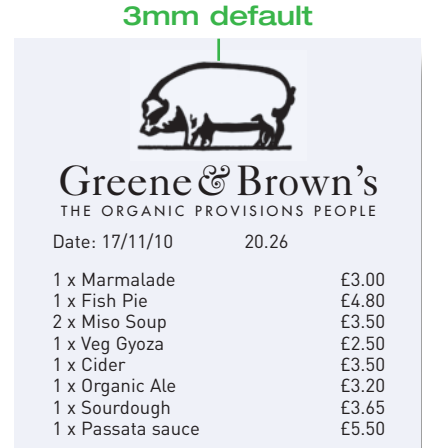 3mm default
Greene & Brown's
THE ORGANIC PROVISIONS PEOPLE
Date: 17/11/10 20.26
1 x Marmalade £3.00
1 x Fish Pie £4.80
2 x Miso Soup £3.50
1 x Veg Gyoza £2.50
1 x Cider £3.50
1 x Organic Ale £3.20
1 x Sourdough £3.65
1 x Passata sauce £5.50